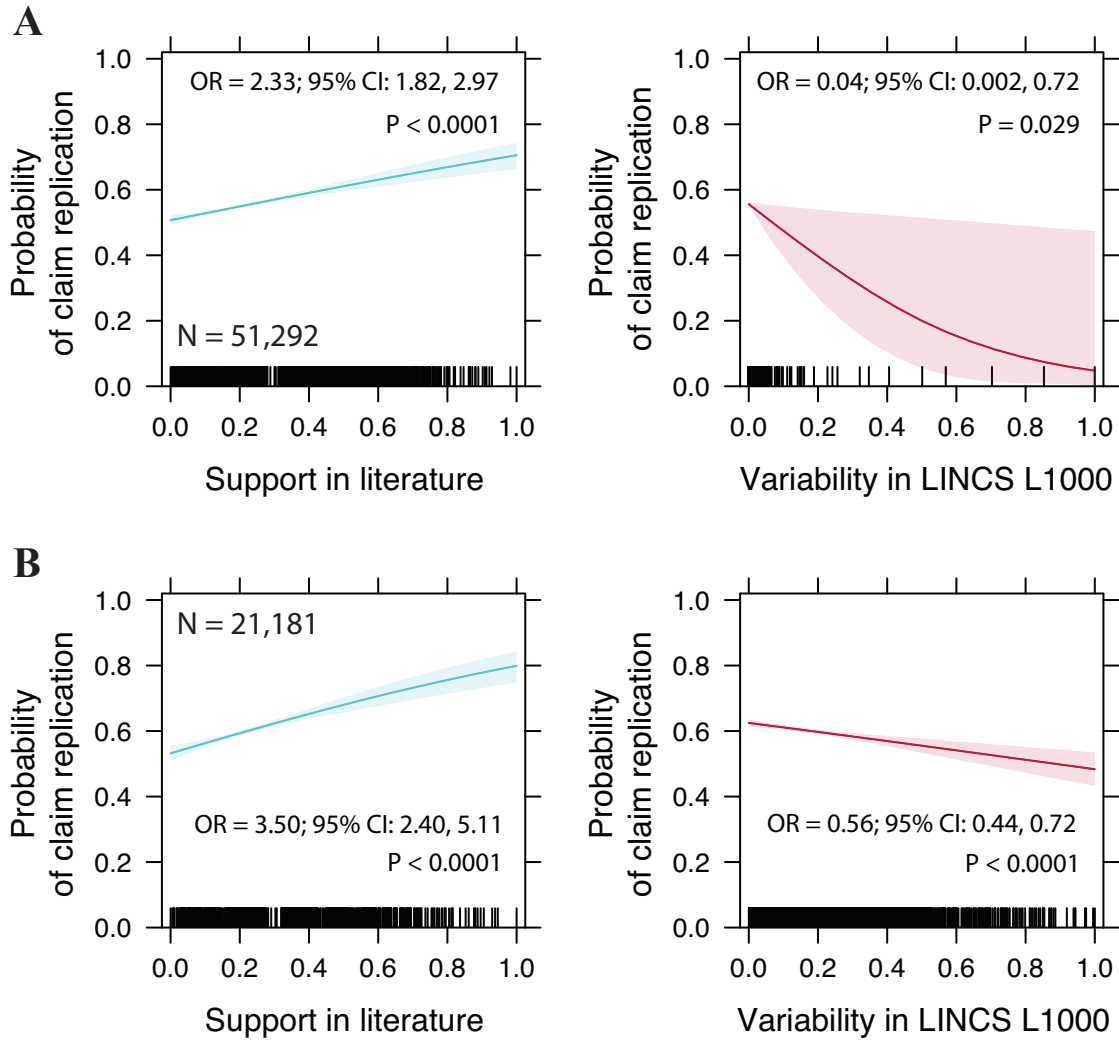 A
OR = 2.33; 95% CI: 1.82, 2.97
P < 0.0001
N = 51,292
Probability
of claim replication
1.0
0.8
0.6
0.4
0.2
0.0
0.0 0.2 0.4 0.6 0.8 1.0
Support in literature
OR = 0.04; 95% CI: 0.002, 0.72
P = 0.029
Probability
of claim replication
1.0
0.8
0.6
0.4
0.2
0.0
0.0 0.2 0.4 0.6 0.8 1.0
Variability in LINCS L1000
B
N = 21,181
OR = 3.50; 95% CI: 2.40, 5.11
P < 0.0001
Probability
of claim replication
1.0
0.8
0.6
0.4
0.2
0.0
0.0 0.2 0.4 0.6 0.8 1.0
Support in literature
OR = 0.56; 95% CI: 0.44, 0.72
P < 0.0001
Probability
of claim replication
1.0
0.8
0.6
0.4
0.2
0.0
0.0 0.2 0.4 0.6 0.8 1.0
Variability in LINCS L1000